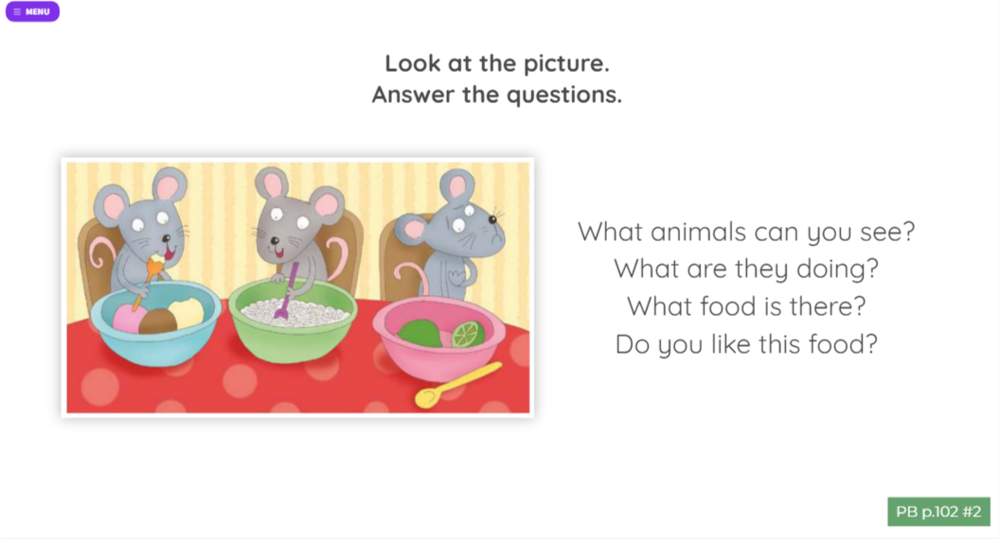 MENU
Look at the picture.
Answer the questions.
What animals can you see?
What are they doing?
What food is there?
Do you like this food?
PB p.102 #2